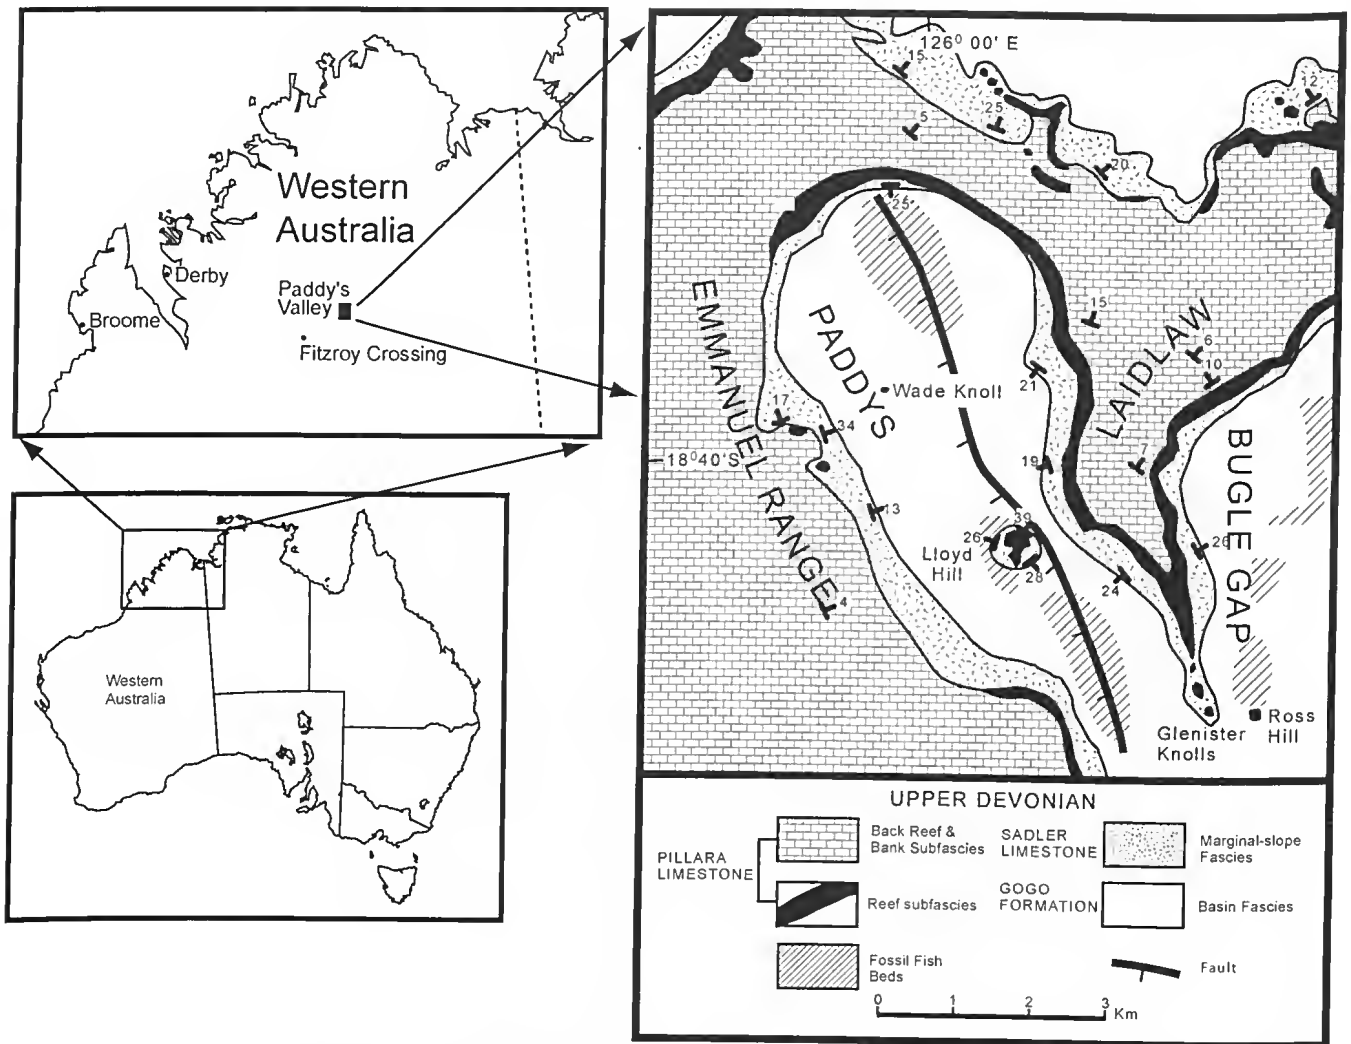 Western
Australia
Derby
Paddy's
Valley
Broome
Fitzroy Crossing
Western
Australia
126° 00' E
15
5
25
20
12
25
EMMANUEL RANGE
PADDYS
LAIDLAW
BUGLE GAP
15
6
10
21
Wade Knoll
17
34
18°40'S
7
19
13
39
26
Lloyd
Hill
28
26
24
4
Glenister
Knolls
Ross
Hill
UPPER DEVONIAN
PILLARA
LIMESTONE
Back Reef &
Bank Subfascies
SADLER
LIMESTONE
Marginal-slope
Fascies
Reef subfascies
GOGO
FORMATION
Basin Fascies
Fossil Fish
Beds
Fault
0 1 2 3
Km